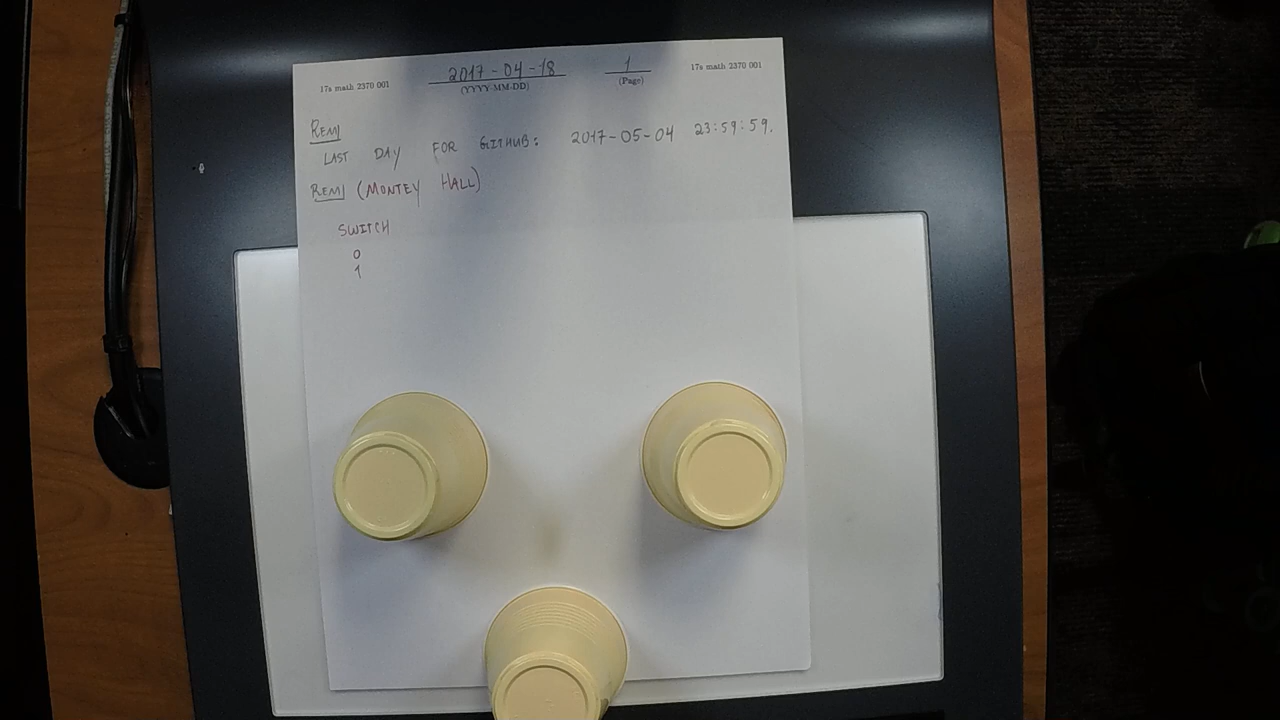 17s math 2370 001 2017-04-18 1 17s math 2370 001
(YYYY-MM-DD) (Page)
REM
LAST DAY FOR GITHUB: 2017-05-04 23:59:59.
REM (MONTEY HALL)
SWITCH
0
1